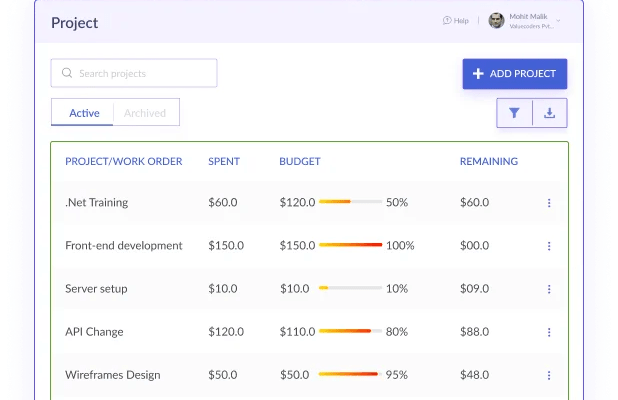 Project
Help
Mohit Malik
Valuecoders Pvt...
Search projects
ADD PROJECT
Active Archived
PROJECT/WORK ORDER SPENT BUDGET REMAINING
.Net Training $60.0 $120.0 50% $60.0
Front-end development $150.0 $150.0 100% $00.0
Server setup $10.0 $10.0 10% $09.0
API Change $120.0 $110.0 80% $88.0
Wireframes Design $50.0 $50.0 95% $48.0